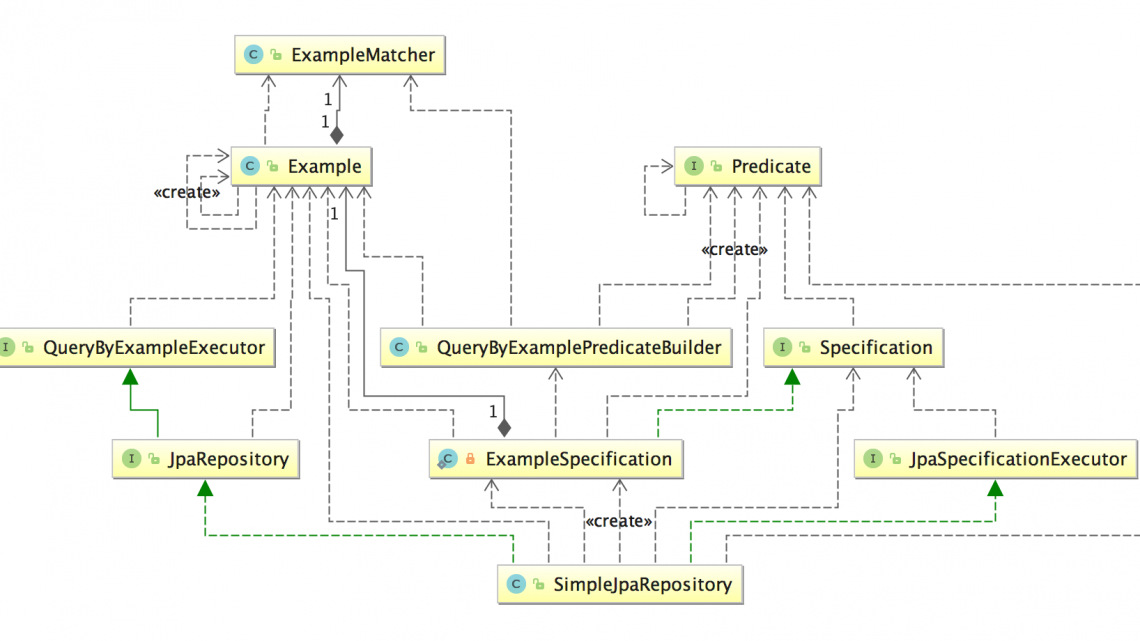 C ExampleMatcher
1
1
C Example
I Predicate
«create»
1
«create»
I QueryByExampleExecutor
C QueryByExamplePredicateBuilder
I Specification
1
I JpaRepository
C ExampleSpecification
I JpaSpecificationExecutor
«create»
C SimpleJpaRepository